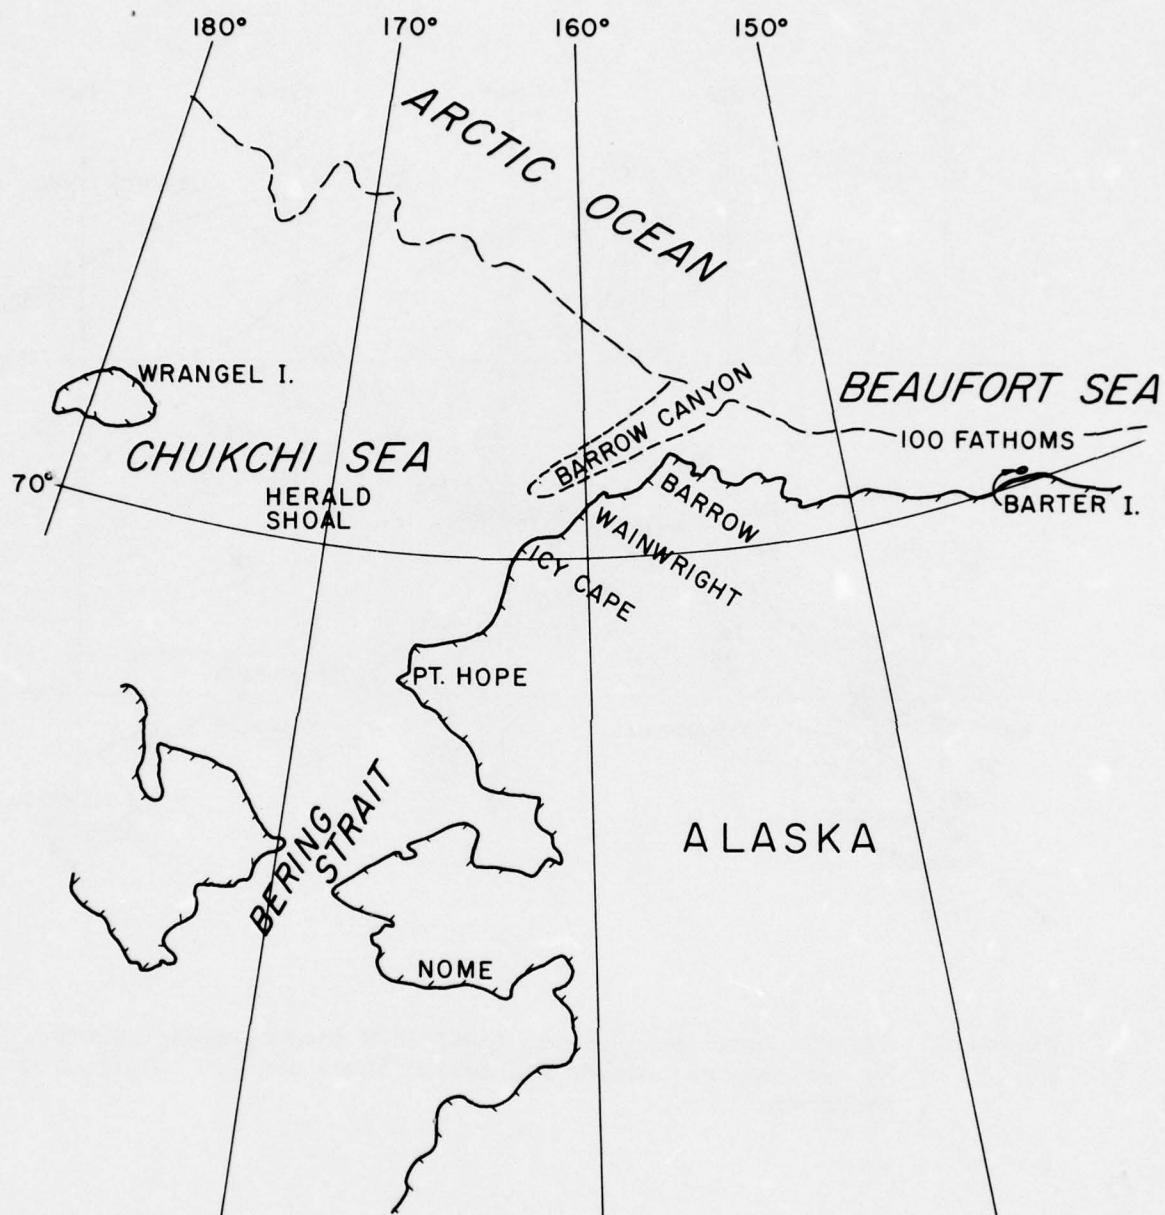 180° 170° 160° 150°
ARCTIC OCEAN
WRANGEL I.
BEAUFORT SEA
BARROW CANYON
100 FATHOMS
CHUKCHI SEA
70°
HERALD
SHOAL
BARROW
BARTER I.
WAINWRIGHT
ICY CAPE
PT. HOPE
BERING
STRAIT
ALASKA
NOME